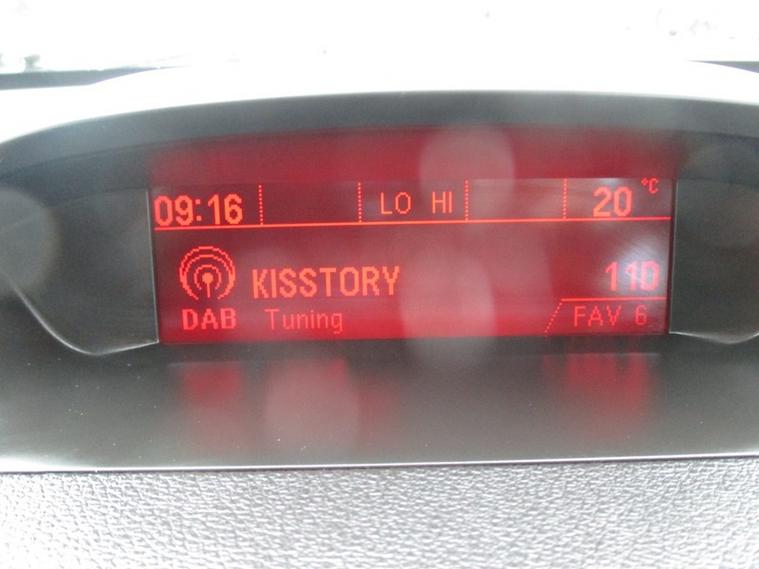 09:16 LO HI 20 °C
KISSTORY 11D
DAB Tuning FAV 6